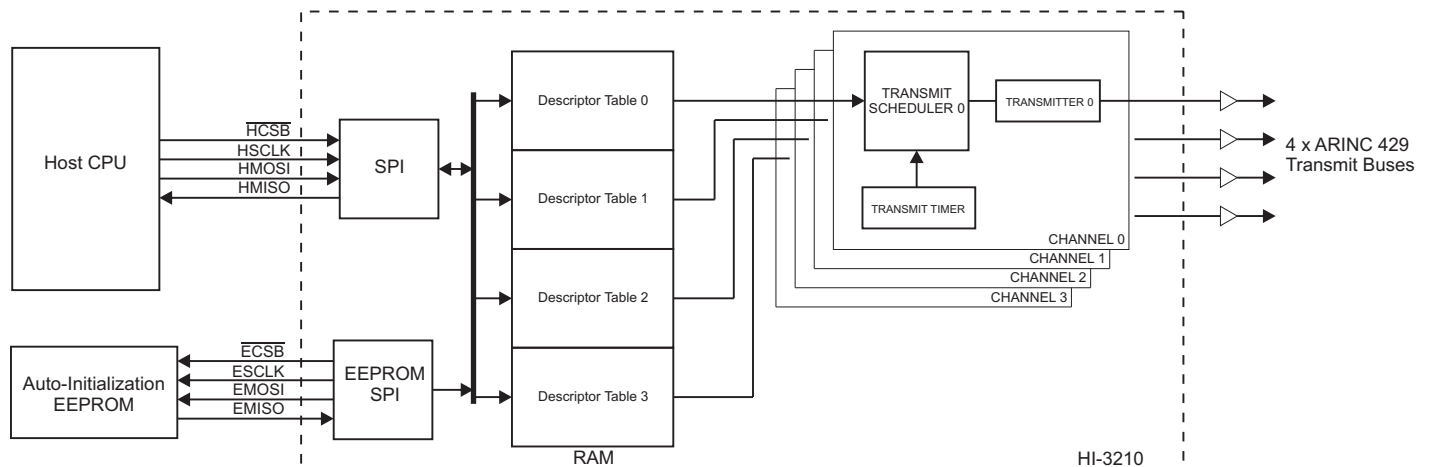 Host CPU
HCSB
HSCLK
HMOSI
HMISO
SPI
Auto-Initialization
EEPROM
ECSB
ESCLK
EMOSI
EMISO
EEPROM
SPI
Descriptor Table 0
Descriptor Table 1
Descriptor Table 2
Descriptor Table 3
RAM
TRANSMIT
SCHEDULER 0
TRANSMITTER 0
TRANSMIT TIMER
CHANNEL 0
CHANNEL 1
CHANNEL 2
CHANNEL 3
4 x ARINC 429
Transmit Buses
HI-3210